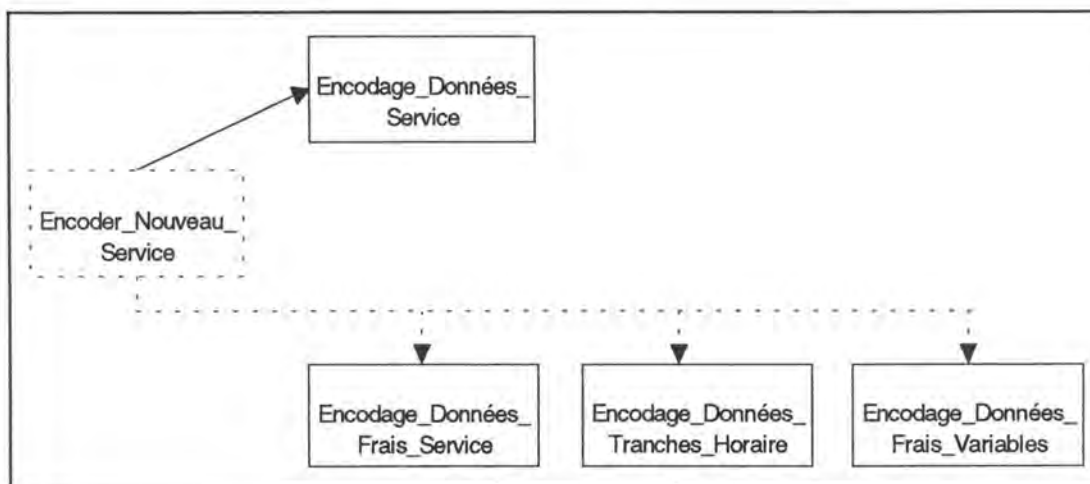 Encodage_Données_
Service
Encoder_Nouveau_
Service
Encodage_Données_
Frais_Service
Encodage_Données_
Tranches_Horaire
Encodage_Données_
Frais_Variables